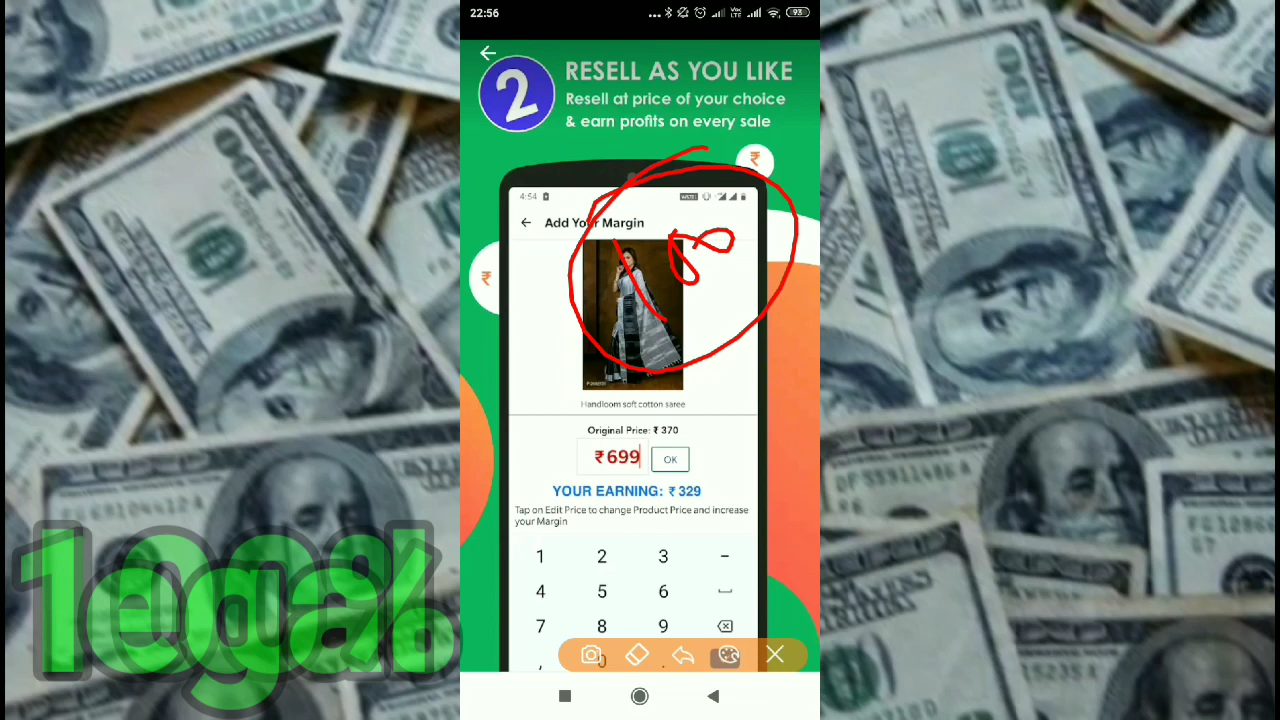 22:56
93
2
RESELL AS YOU LIKE
Resell at price of your choice
& earn profits on every sale
₹
4:54
Add Your Margin
₹
Handloom soft cotton saree
Original Price: ₹ 370
₹699
OK
YOUR EARNING: ₹ 329
Tap on Edit Price to change Product Price and increase
your Margin
1 2 3 -
4 5 6
7 8 9
1egal%